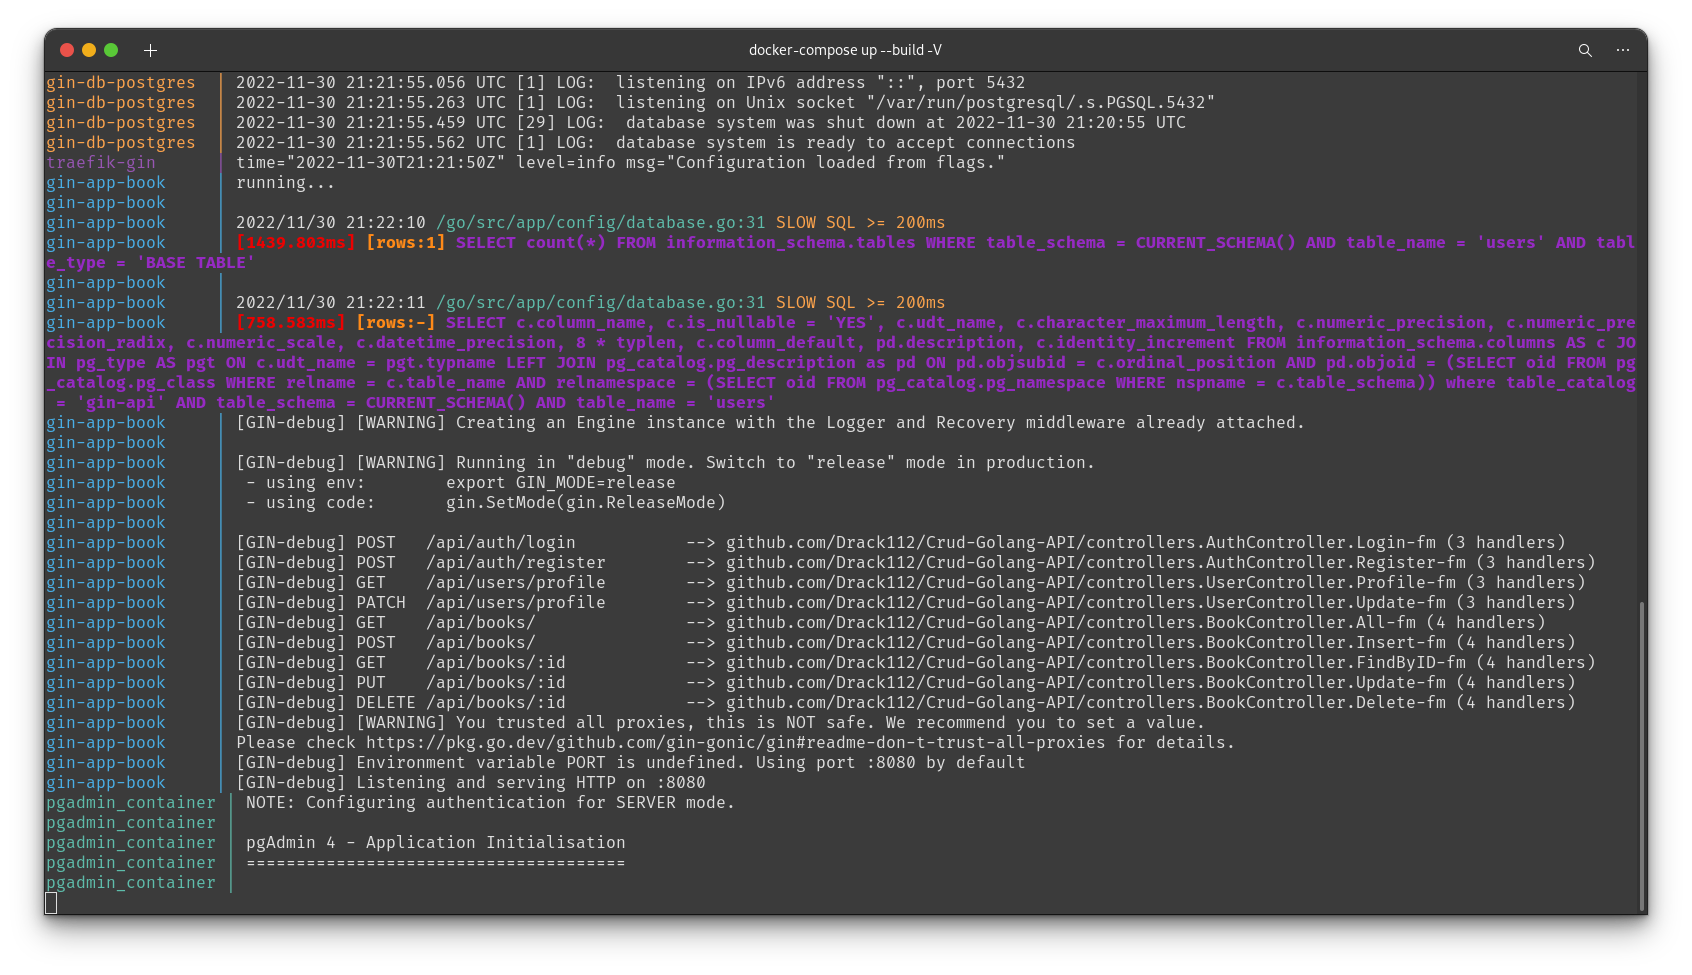 docker-compose up --build -V
gin-db-postgres  | 2022-11-30 21:21:55.056 UTC [1] LOG:  listening on IPv6 address "::", port 5432
gin-db-postgres  | 2022-11-30 21:21:55.263 UTC [1] LOG:  listening on Unix socket "/var/run/postgresql/.s.PGSQL.5432"
gin-db-postgres  | 2022-11-30 21:21:55.459 UTC [29] LOG:  database system was shut down at 2022-11-30 21:20:55 UTC
gin-db-postgres  | 2022-11-30 21:21:55.562 UTC [1] LOG:  database system is ready to accept connections
traefik-gin      | time="2022-11-30T21:21:50Z" level=info msg="Configuration loaded from flags."
gin-app-book     | running...
gin-app-book     |
gin-app-book     | 2022/11/30 21:22:10 /go/src/app/config/database.go:31 SLOW SQL >= 200ms
gin-app-book     | [1439.803ms] [rows:1] SELECT count(*) FROM information_schema.tables WHERE table_schema = CURRENT_SCHEMA() AND table_name = 'users' AND tabl
e_type = 'BASE TABLE'
gin-app-book     |
gin-app-book     | 2022/11/30 21:22:11 /go/src/app/config/database.go:31 SLOW SQL >= 200ms
gin-app-book     | [758.583ms] [rows:-] SELECT c.column_name, c.is_nullable = 'YES', c.udt_name, c.character_maximum_length, c.numeric_precision, c.numeric_pre
cision_radix, c.numeric_scale, c.datetime_precision, 8 * typlen, c.column_default, pd.description, c.identity_increment FROM information_schema.columns AS c JO
IN pg_type AS pgt ON c.udt_name = pgt.typname LEFT JOIN pg_catalog.pg_description as pd ON pd.objsubid = c.ordinal_position AND pd.objoid = (SELECT oid FROM pg
_catalog.pg_class WHERE relname = c.table_name AND relnamespace = (SELECT oid FROM pg_catalog.pg_namespace WHERE nspname = c.table_schema)) where table_catalog
 = 'gin-api' AND table_schema = CURRENT_SCHEMA() AND table_name = 'users'
gin-app-book     | [GIN-debug] [WARNING] Creating an Engine instance with the Logger and Recovery middleware already attached.
gin-app-book     |
gin-app-book     | [GIN-debug] [WARNING] Running in "debug" mode. Switch to "release" mode in production.
gin-app-book     |  - using env:        export GIN_MODE=release
gin-app-book     |  - using code:       gin.SetMode(gin.ReleaseMode)
gin-app-book     |
gin-app-book     | [GIN-debug] POST   /api/auth/login           --> github.com/Drack112/Crud-Golang-API/controllers.AuthController.Login-fm (3 handlers)
gin-app-book     | [GIN-debug] POST   /api/auth/register        --> github.com/Drack112/Crud-Golang-API/controllers.AuthController.Register-fm (3 handlers)
gin-app-book     | [GIN-debug] GET    /api/users/profile        --> github.com/Drack112/Crud-Golang-API/controllers.UserController.Profile-fm (3 handlers)
gin-app-book     | [GIN-debug] PATCH  /api/users/profile        --> github.com/Drack112/Crud-Golang-API/controllers.UserController.Update-fm (3 handlers)
gin-app-book     | [GIN-debug] GET    /api/books/               --> github.com/Drack112/Crud-Golang-API/controllers.BookController.All-fm (4 handlers)
gin-app-book     | [GIN-debug] POST   /api/books/               --> github.com/Drack112/Crud-Golang-API/controllers.BookController.Insert-fm (4 handlers)
gin-app-book     | [GIN-debug] GET    /api/books/:id            --> github.com/Drack112/Crud-Golang-API/controllers.BookController.FindByID-fm (4 handlers)
gin-app-book     | [GIN-debug] PUT    /api/books/:id            --> github.com/Drack112/Crud-Golang-API/controllers.BookController.Update-fm (4 handlers)
gin-app-book     | [GIN-debug] DELETE /api/books/:id            --> github.com/Drack112/Crud-Golang-API/controllers.BookController.Delete-fm (4 handlers)
gin-app-book     | [GIN-debug] [WARNING] You trusted all proxies, this is NOT safe. We recommend you to set a value.
gin-app-book     | Please check https://pkg.go.dev/github.com/gin-gonic/gin#readme-don-t-trust-all-proxies for details.
gin-app-book     | [GIN-debug] Environment variable PORT is undefined. Using port :8080 by default
gin-app-book     | [GIN-debug] Listening and serving HTTP on :8080
pgadmin_container | NOTE: Configuring authentication for SERVER mode.
pgadmin_container |
pgadmin_container | pgAdmin 4 - Application Initialisation
pgadmin_container | ======================================
pgadmin_container |